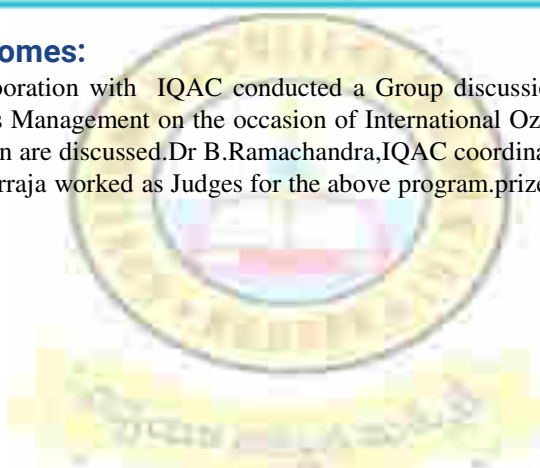 omes:
oration with IQAC conducted a Group discussi
s Management on the occasion of International Oz
n are discussed.Dr B.Ramachandra,IQAC coordina
rraja worked as Judges for the above program.prize